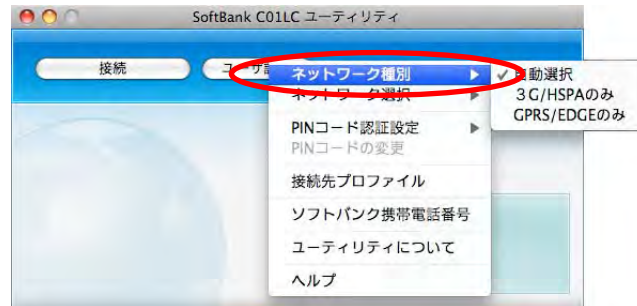 SoftBank C01LC ユーティリティ
接続
ユーザ
ネットワーク種別
自動選択
ネットワーク選択
3G/HSPAのみ
GPRS/EDGEのみ
PINコード認証設定
PINコードの変更
接続先プロファイル
ソフトバンク携帯電話番号
ユーティリティについて
ヘルプ